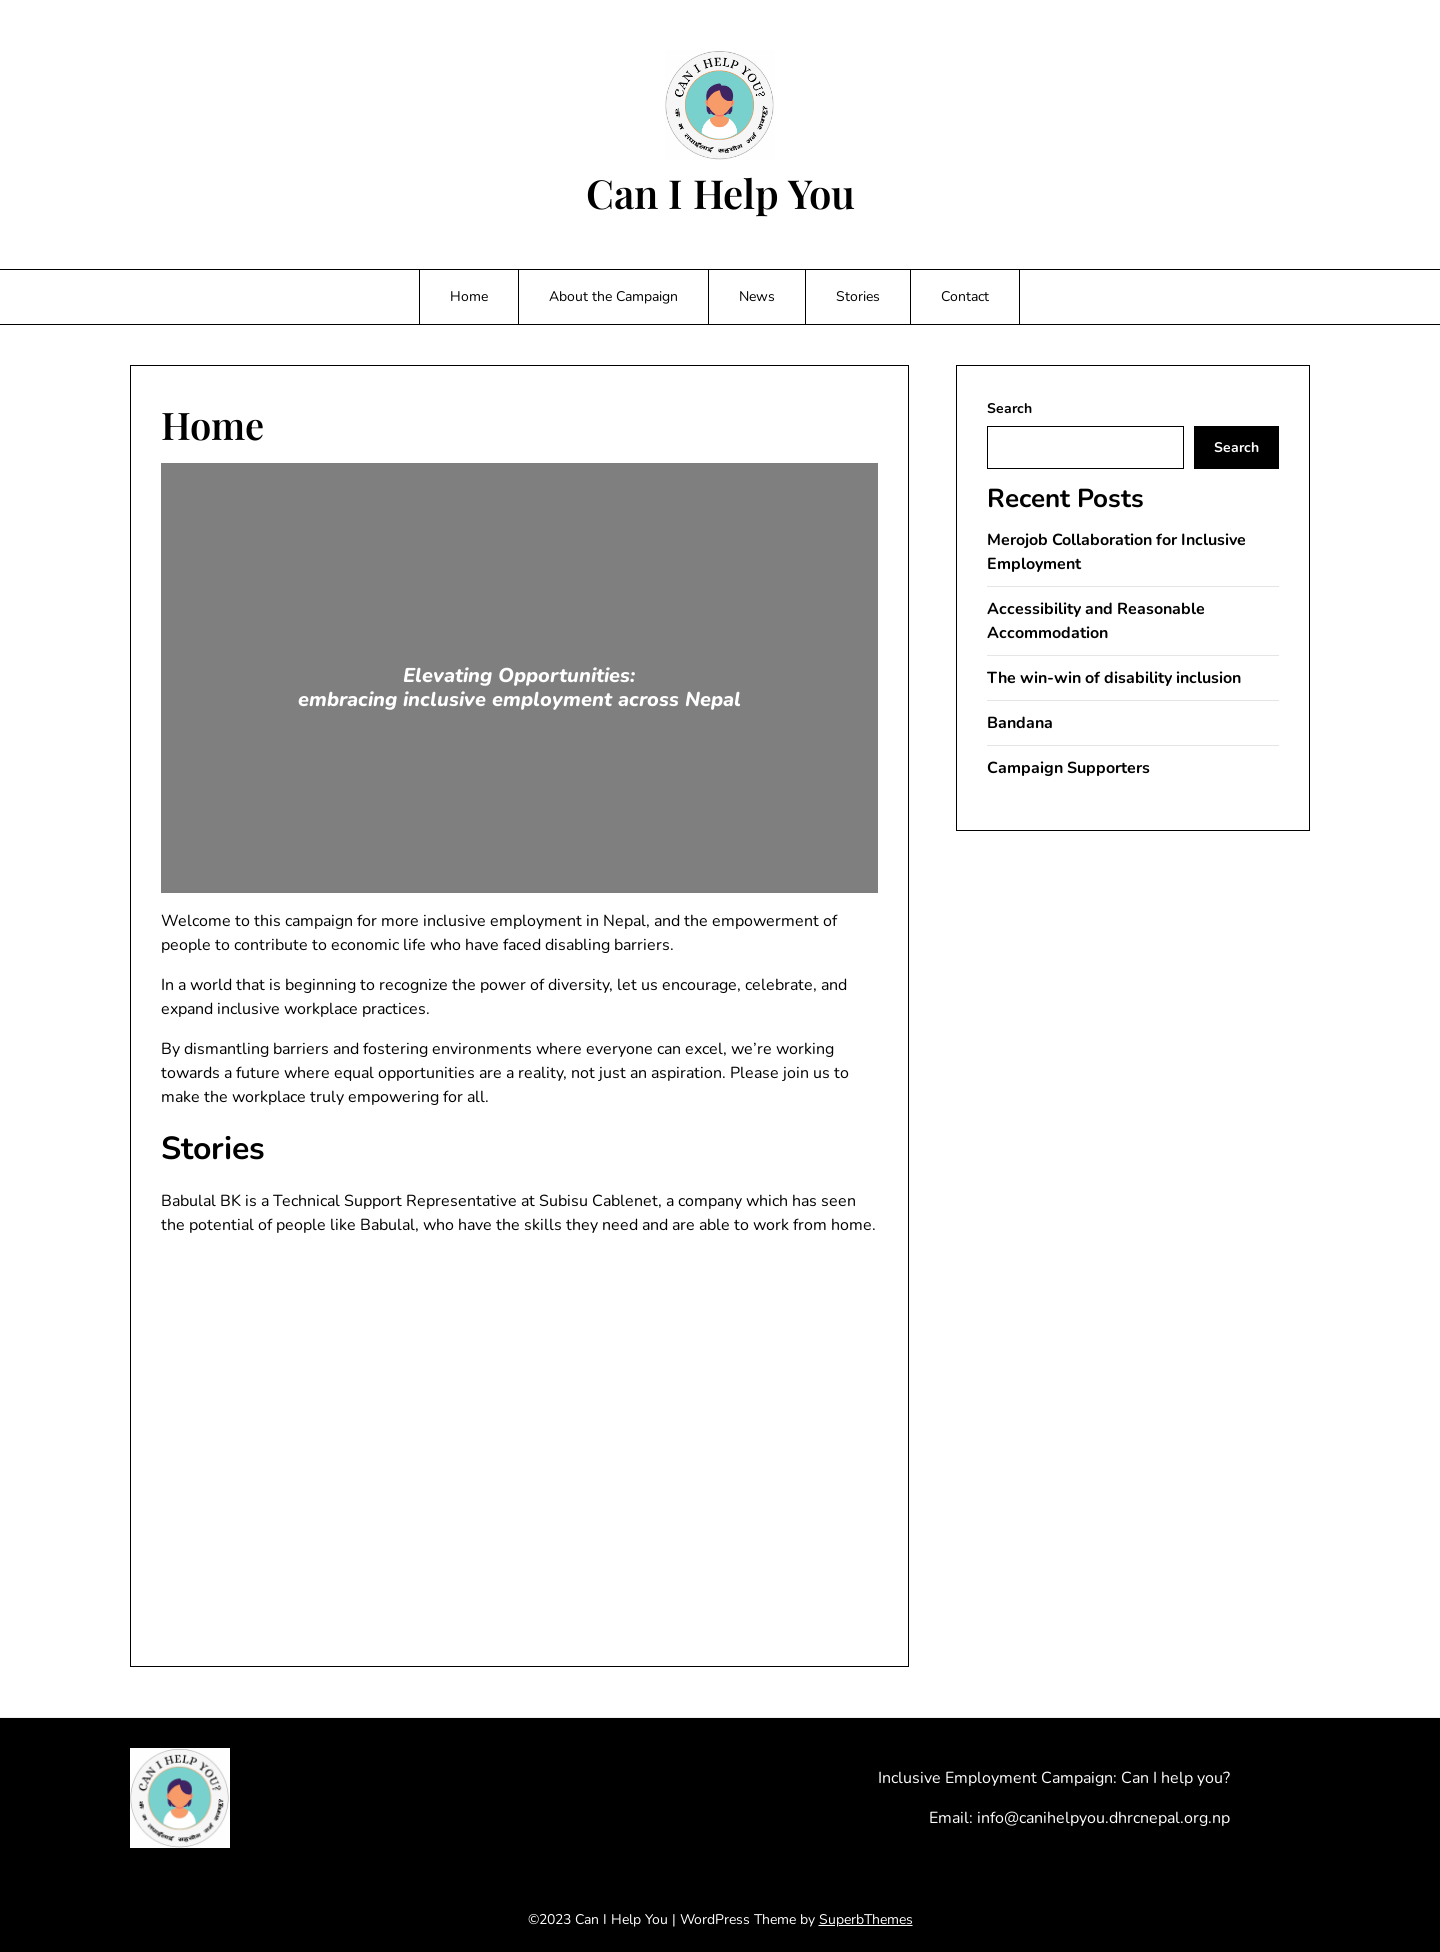 CAN I HELP YOU?
Can I Help You
Home
About the Campaign
News
Stories
Contact
Home
Elevating Opportunities:
embracing inclusive employment across Nepal
Welcome to this campaign for more inclusive employment in Nepal, and the empowerment of
people to contribute to economic life who have faced disabling barriers.
In a world that is beginning to recognize the power of diversity, let us encourage, celebrate, and
expand inclusive workplace practices.
By dismantling barriers and fostering environments where everyone can excel, we’re working
towards a future where equal opportunities are a reality, not just an aspiration. Please join us to
make the workplace truly empowering for all.
Stories
Babulal BK is a Technical Support Representative at Subisu Cablenet, a company which has seen
the potential of people like Babulal, who have the skills they need and are able to work from home.
Search
Search
Recent Posts
Merojob Collaboration for Inclusive
Employment
Accessibility and Reasonable
Accommodation
The win-win of disability inclusion
Bandana
Campaign Supporters
CAN I HELP YOU?
Inclusive Employment Campaign: Can I help you?
Email: info@canihelpyou.dhrcnepal.org.np
©2023 Can I Help You | WordPress Theme by SuperbThemes